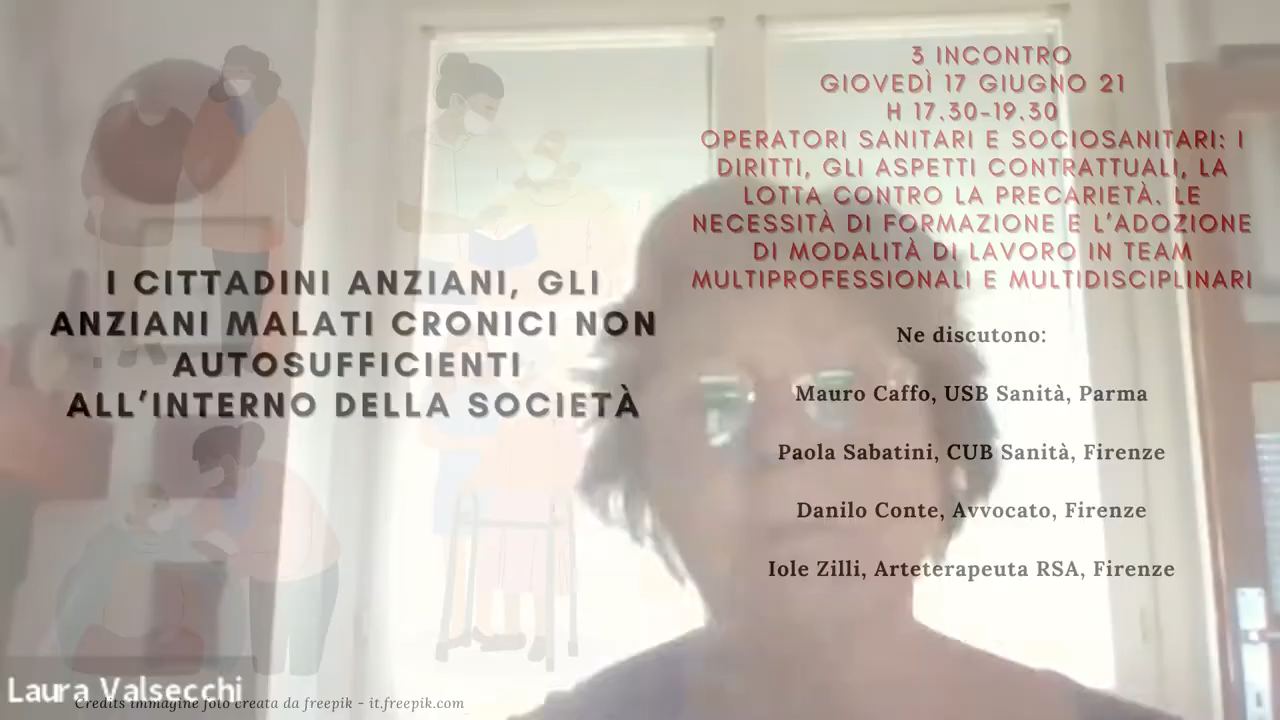 I CITTADINI ANZIANI, GLI
ANZIANI MALATI CRONICI NON
AUTOSUFFICIENTI
ALL'INTERNO DELLA SOCIETÀ
3 INCONTRO
GIOVEDÌ 17 GIUGNO 21
H 17.30-19.30
OPERATORI SANITARI E SOCIOSANITARI: I
DIRITTI, GLI ASPETTI CONTRATTUALI, LA
LOTTA CONTRO LA PRECARIETÀ. LE
NECESSITÀ DI FORMAZIONE E L'ADOZIONE
DI MODALITÀ DI LAVORO IN TEAM
MULTIPROFESSIONALI E MULTIDISCIPLINARI
Ne discutono:
Mauro Caffo, USB Sanità, Parma
Paola Sabatini, CUB Sanità, Firenze
Danilo Conte, Avvocato, Firenze
Iole Zilli, Arteterapeuta RSA, Firenze
Laura Valsecchi
Credits immagine foto creata da freepik - it.freepik.com